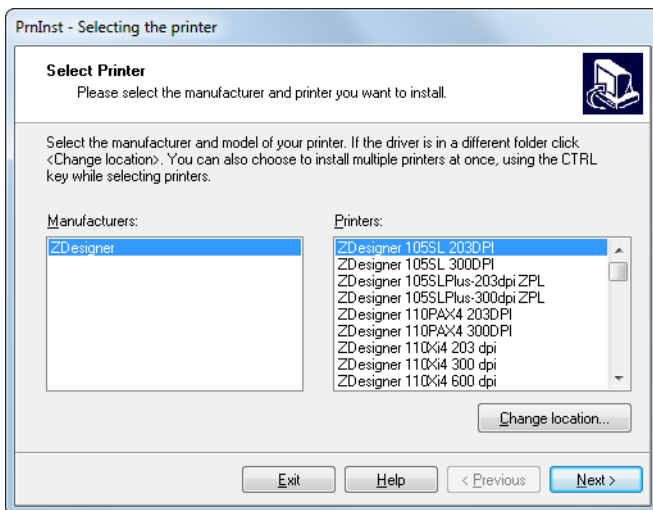 PrnInst - Selecting the printer
Select Printer
Please select the manufacturer and printer you want to install.
Select the manufacturer and model of your printer. If the driver is in a different folder click
<Change location>. You can also choose to install multiple printers at once, using the CTRL
key while selecting printers.
Manufacturers:
ZDesigner
Printers:
ZDesigner 105SL 203DPI
ZDesigner 105SL 300DPI
ZDesigner 105SLPlus-203dpi ZPL
ZDesigner 105SLPlus-300dpi ZPL
ZDesigner 110PAX4 203DPI
ZDesigner 110PAX4 300DPI
ZDesigner 110Xi4 203 dpi
ZDesigner 110Xi4 300 dpi
ZDesigner 110Xi4 600 dpi
Change location...
Exit
Help
< Previous
Next >